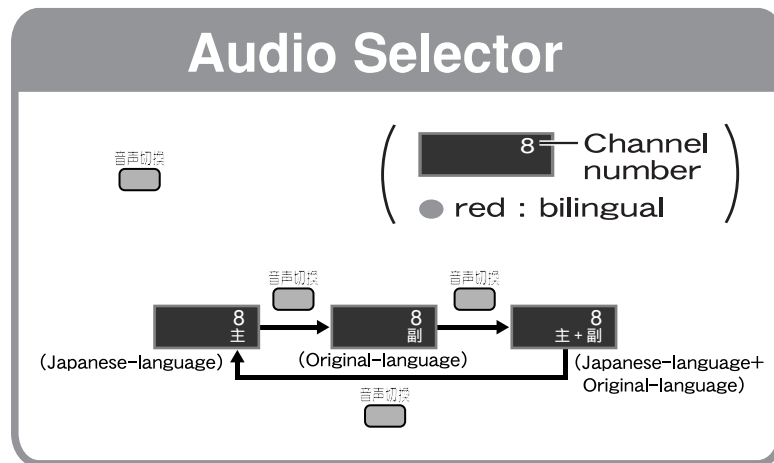 Audio Selector
音声切換
8
Channel
number
red : bilingual
音声切換
音声切換
8
主
8
副
8
主+副
(Japanese-language)
(Original-language)
(Japanese-language+
Original-language)
音声切換